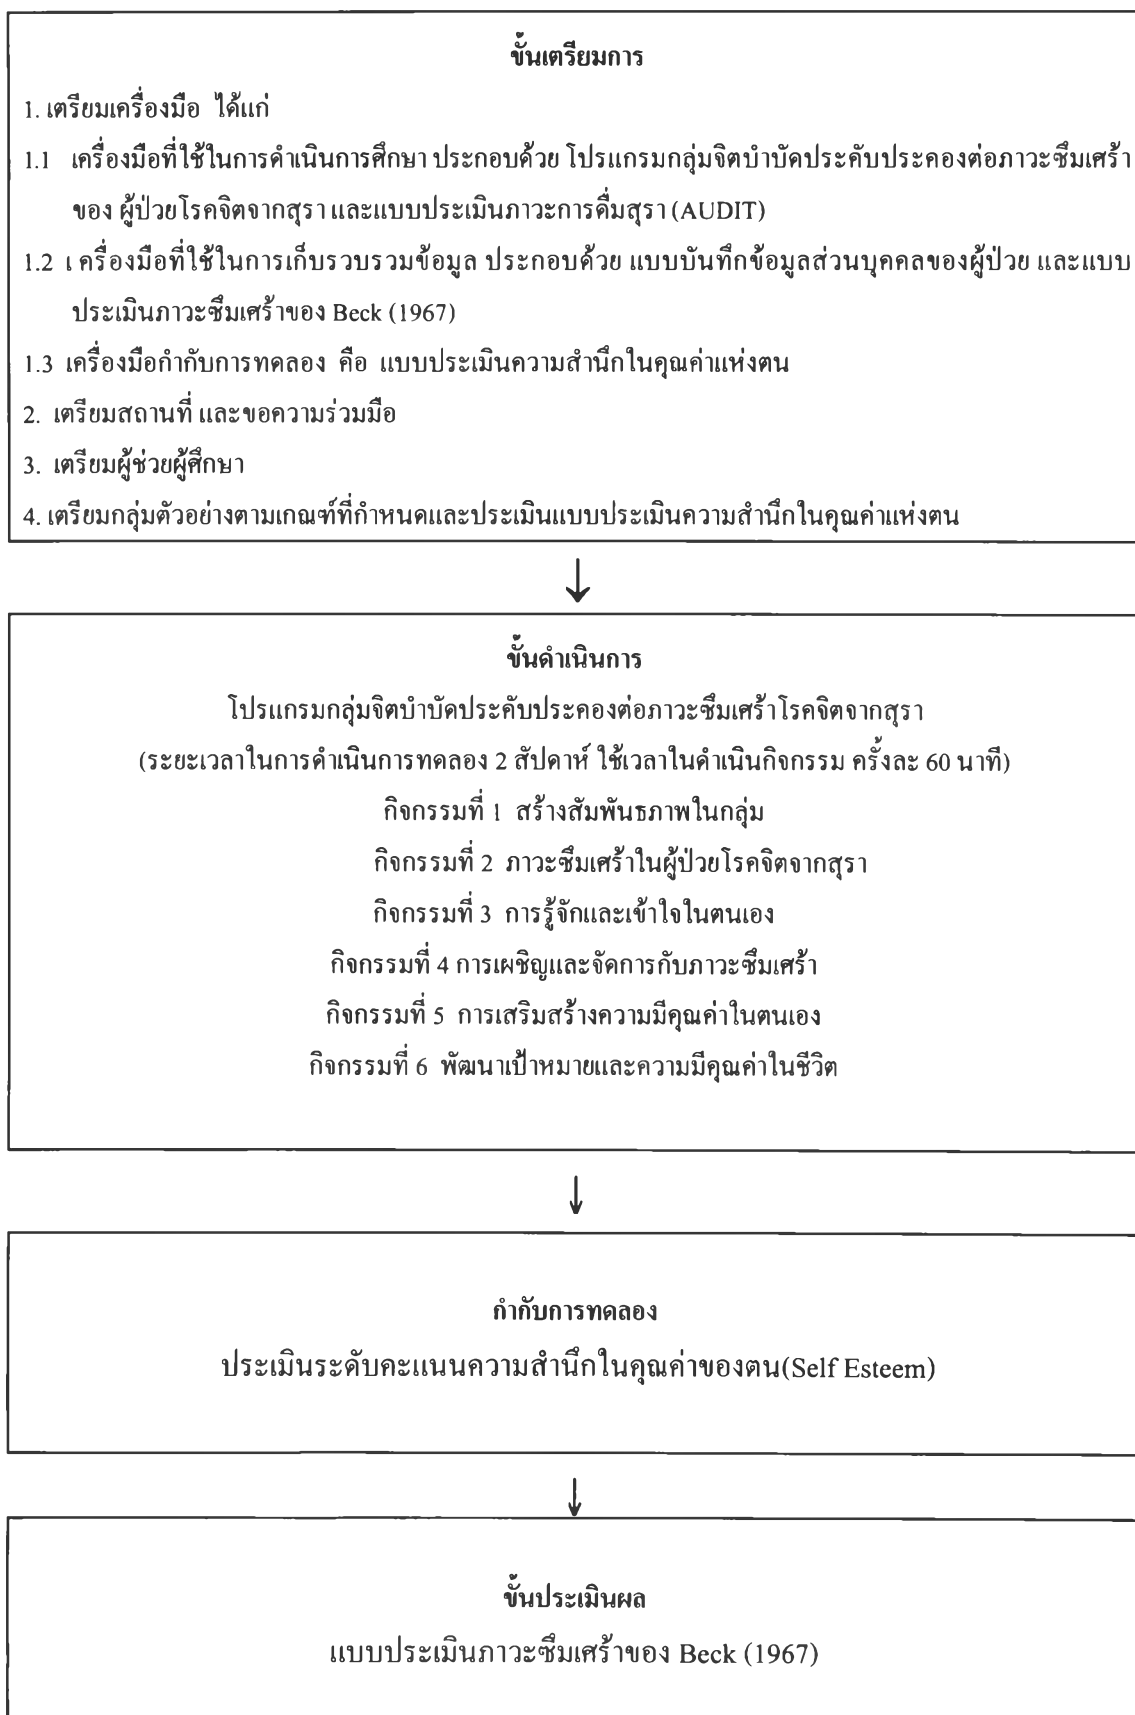 ขั้นเตรียมการ
1. เตรียมเครื่องมือ ได้แก่
1.1 เครื่องมือที่ใช้ในการดำเนินการศึกษา ประกอบด้วย โปรแกรมกลุ่มจิตบำบัดประคับประคองต่อภาวะซึมเศร้า
ของ ผู้ป่วยโรคจิตจากสุรา และแบบประเมินภาวะการดื่มสุรา (AUDIT)
1.2 เ ครื่องมือที่ใช้ในการเก็บรวบรวมข้อมูล ประกอบด้วย แบบบันทึกข้อมูลส่วนบุคคลของผู้ป่วย และแบบ
ประเมินภาวะซึมเศร้าของ Beck (1967)
1.3 เครื่องมือกำกับการทดลอง คือ แบบประเมินความสำนึกในคุณค่าแห่งตน
2. เตรียมสถานที่ และขอความร่วมมือ
3. เตรียมผู้ช่วยผู้ศึกษา
4. เตรียมกลุ่มตัวอย่างตามเกณฑ์ที่กำหนดและประเมินแบบประเมินความสำนึกในคุณค่าแห่งตน
↓
ขั้นดำเนินการ
โปรแกรมกลุ่มจิตบำบัดประคับประคองต่อภาวะซึมเศร้าโรคจิตจากสุรา
(ระยะเวลาในการดำเนินการทดลอง 2 สัปดาห์ ใช้เวลาในดำเนินกิจกรรม ครั้งละ 60 นาที)
กิจกรรมที่ 1 สร้างสัมพันธภาพในกลุ่ม
กิจกรรมที่ 2 ภาวะซึมเศร้าในผู้ป่วยโรคจิตจากสุรา
กิจกรรมที่ 3 การรู้จักและเข้าใจในตนเอง
กิจกรรมที่ 4 การเผชิญและจัดการกับภาวะซึมเศร้า
กิจกรรมที่ 5 การเสริมสร้างความมีคุณค่าในตนเอง
กิจกรรมที่ 6 พัฒนาเป้าหมายและความมีคุณค่าในชีวิต
↓
กำกับการทดลอง
ประเมินระดับคะแนนความสำนึกในคุณค่าของตน(Self Esteem)
↓
ขั้นประเมินผล
แบบประเมินภาวะซึมเศร้าของ Beck (1967)